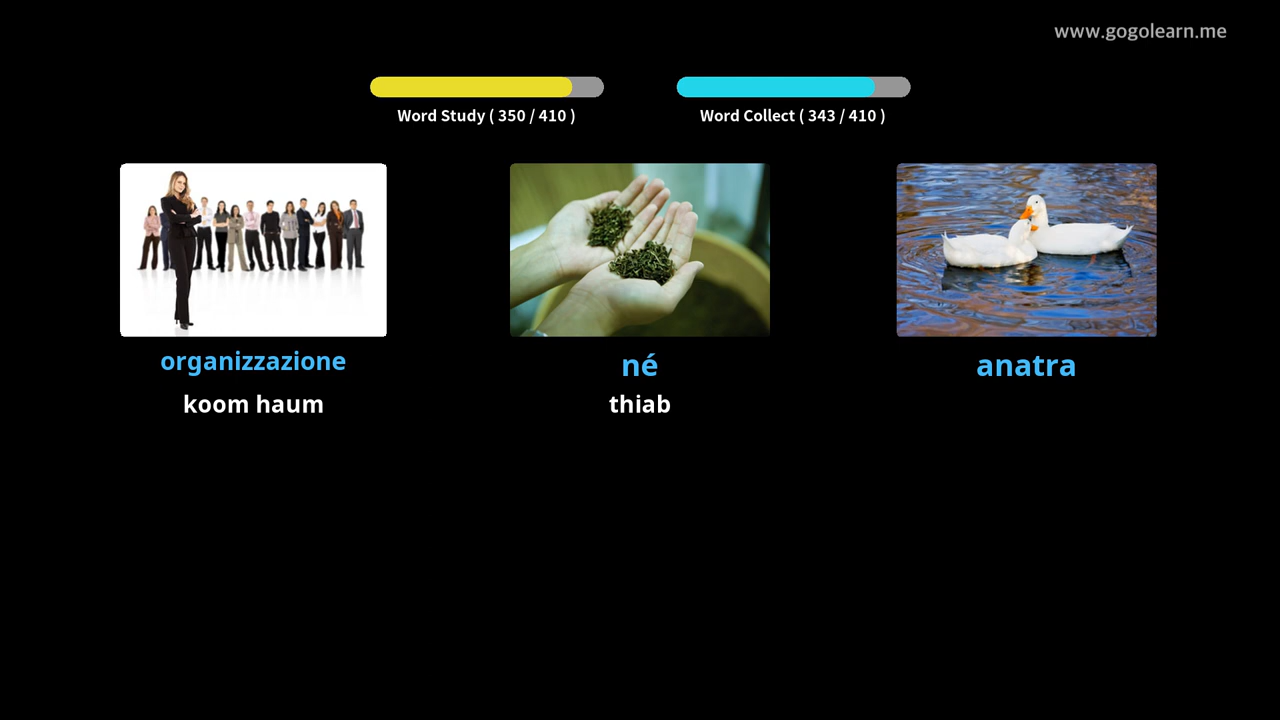 www.gogolearn.me
Word Study ( 350 / 410 )
Word Collect ( 343 / 410 )
organizzazione
né
anatra
koom haum
thiab